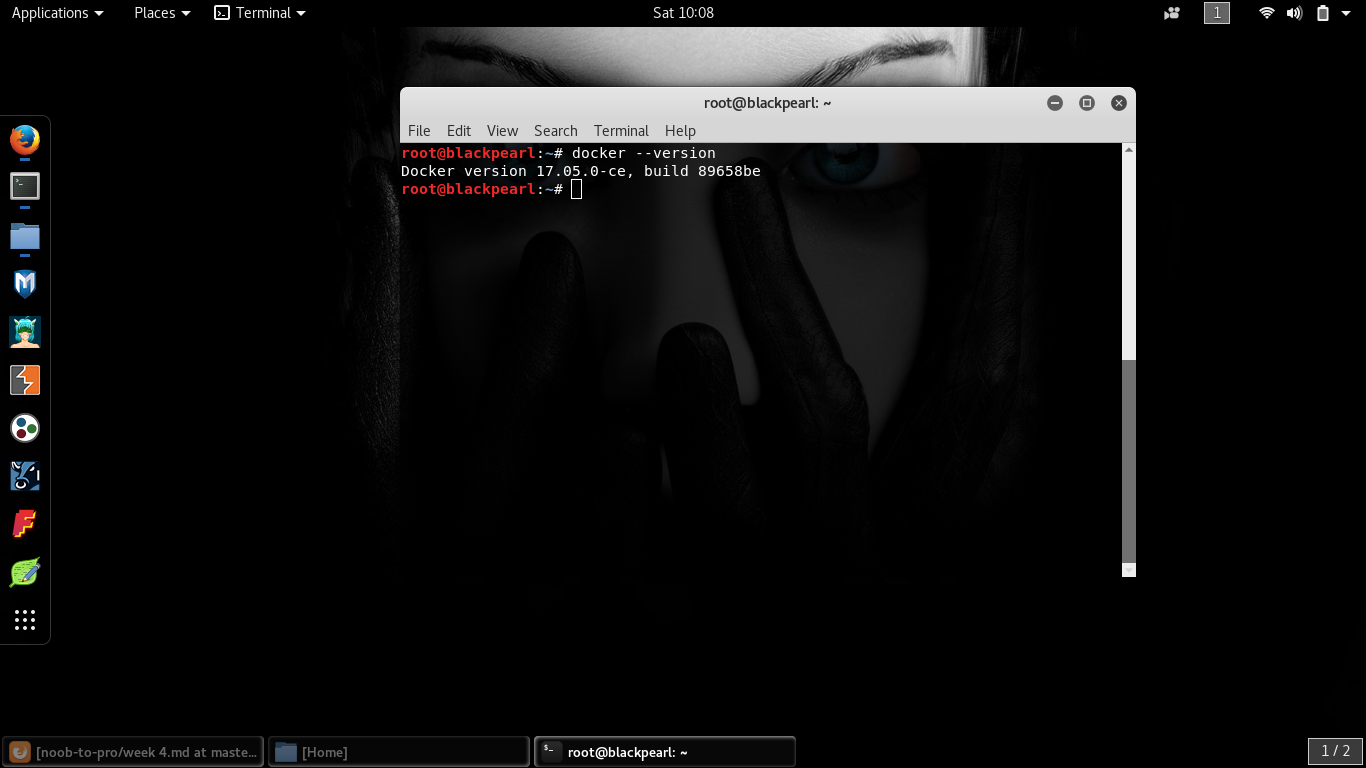 Applications Places Terminal Sat 10:08 1
root@blackpearl: ~
File Edit View Search Terminal Help
root@blackpearl:~# docker --version
Docker version 17.05.0-ce, build 89658be
root@blackpearl:~#
[noob-to-pro/week 4.md at maste... [Home] root@blackpearl: ~ 1 / 2